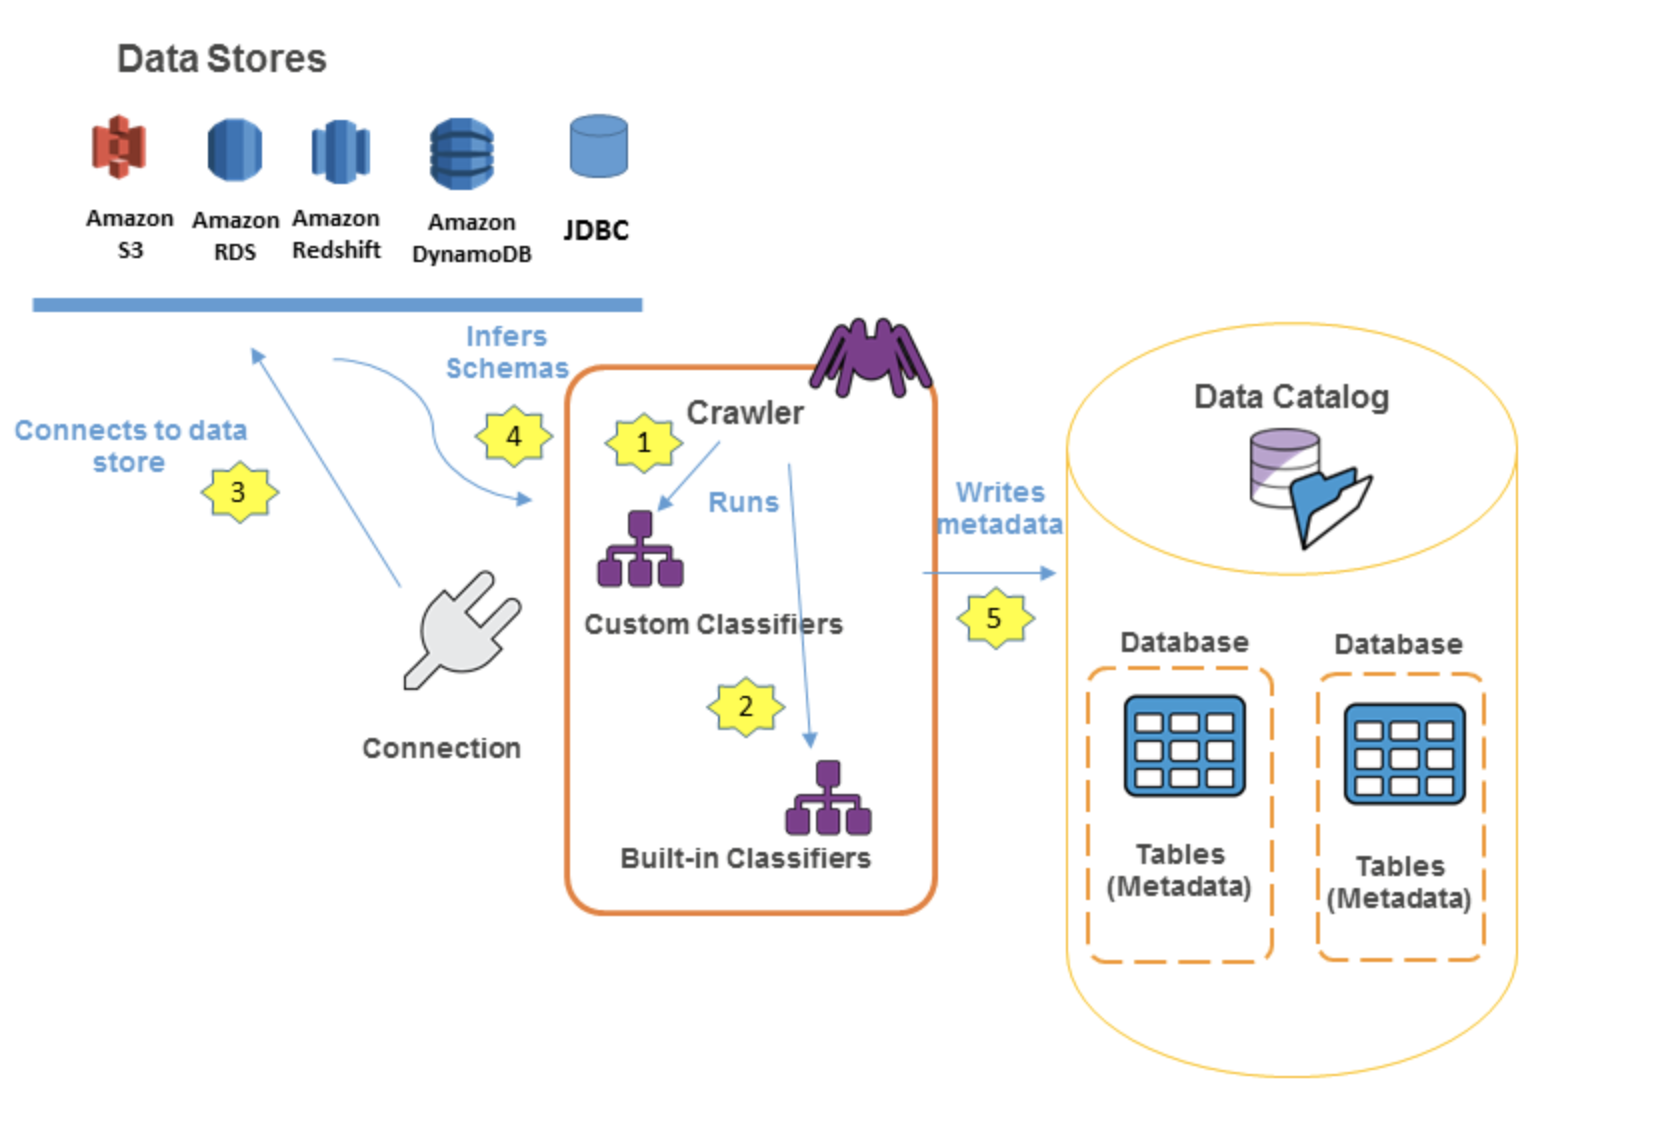 Data Stores
Amazon
S3
Amazon
RDS
Amazon
Redshift
Amazon
DynamoDB
JDBC
Infers
Schemas
4
Connects to data
store
3
Connection
Crawler
1
Runs
Custom Classifiers
2
Built-in Classifiers
Writes
metadata
5
Data Catalog
Database
Tables
(Metadata)
Database
Tables
(Metadata)